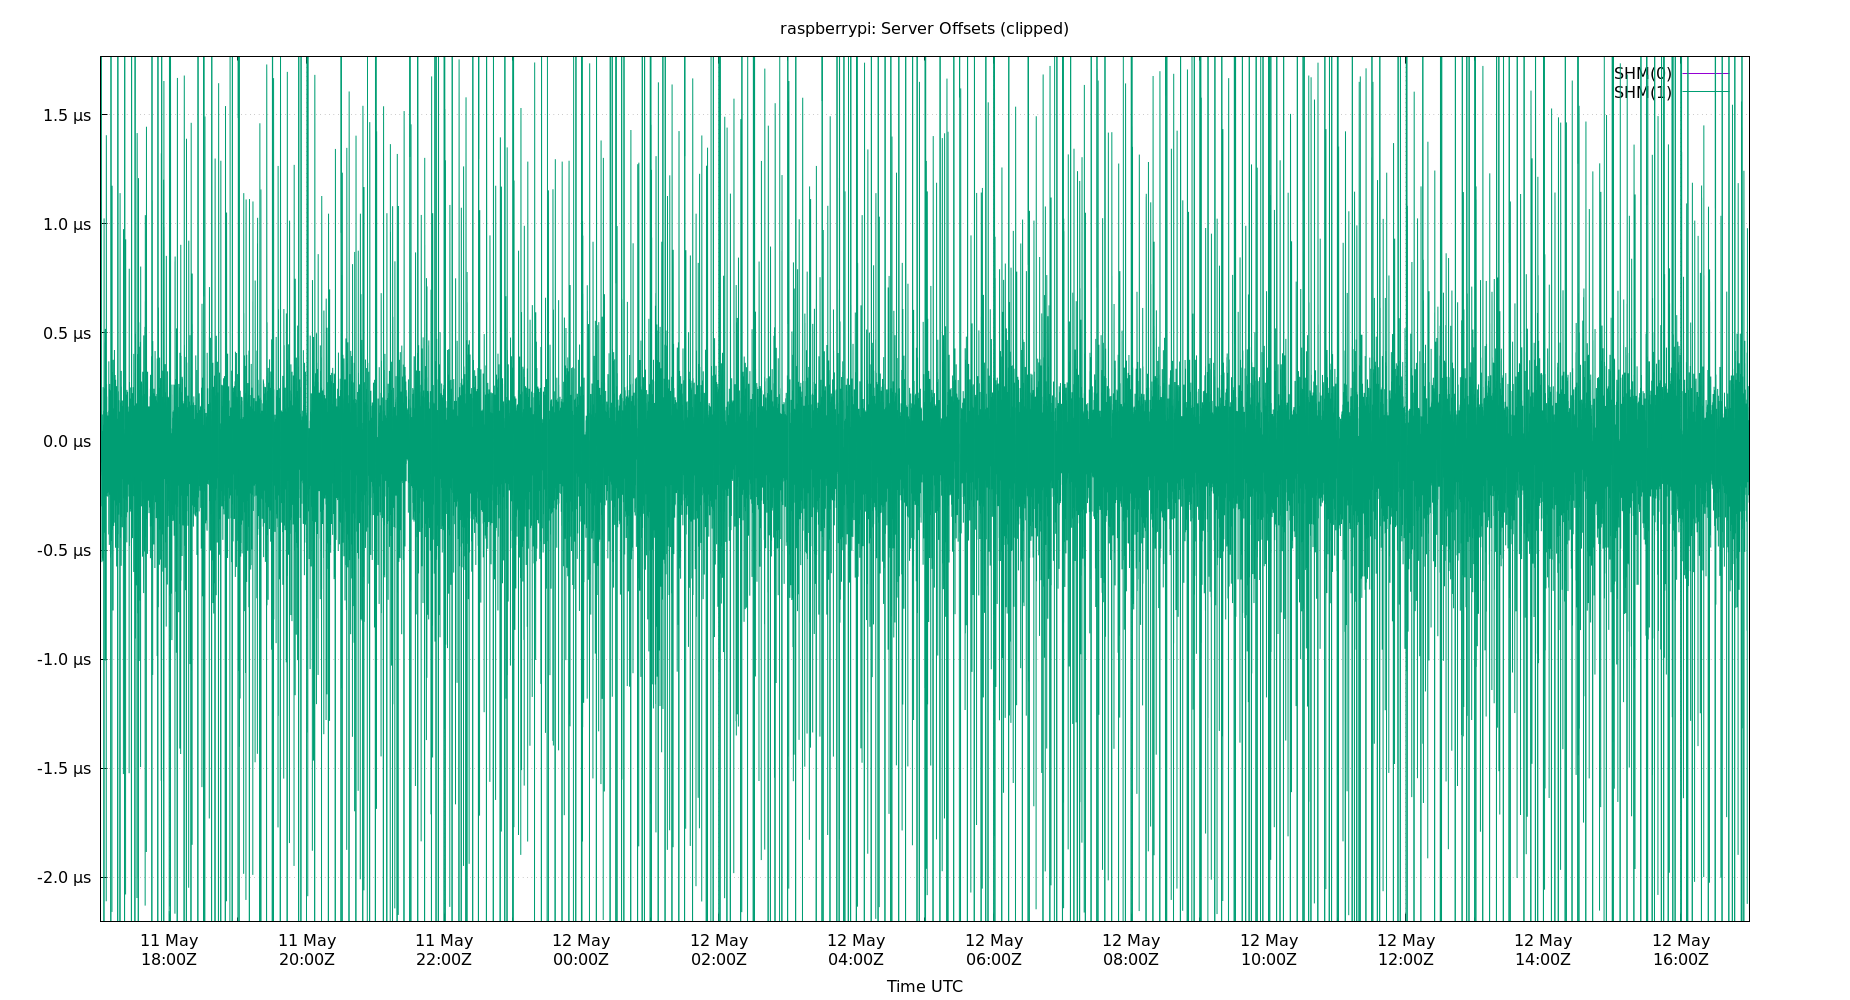 raspberrypi: Server Offsets (clipped)
SHM(0)
SHM(1)
1.5 µs
1.0 µs
0.5 µs
0.0 µs
-0.5 µs
-1.0 µs
-1.5 µs
-2.0 µs
11 May 11 May 11 May 12 May 12 May 12 May 12 May 12 May 12 May 12 May 12 May 12 May
18:00Z 20:00Z 22:00Z 00:00Z 02:00Z 04:00Z 06:00Z 08:00Z 10:00Z 12:00Z 14:00Z 16:00Z
Time UTC